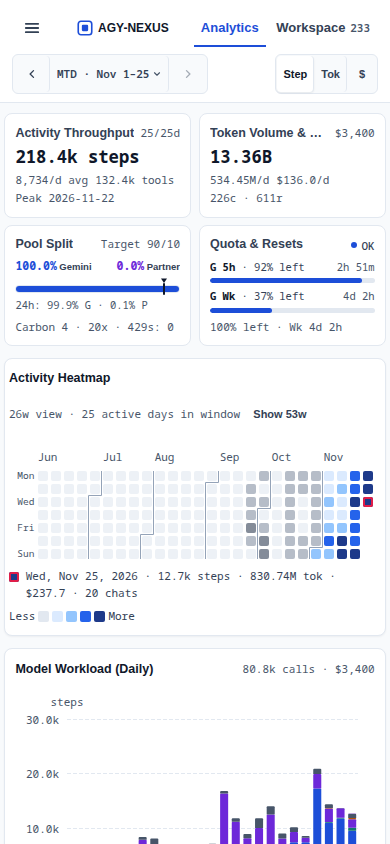 AGY-NEXUS Analytics Workspace 233
MTD · Nov 1-25 Step Tok $
Activity Throughput 25/25d
218.4k steps
8,734/d avg 132.4k tools
Peak 2026-11-22
Token Volume & … $3,400
13.36B
534.45M/d $136.0/d
226c · 611r
Pool Split Target 90/10
100.0% Gemini 0.0% Partner
24h: 99.9% G · 0.1% P
Carbon 4 · 20x · 429s: 0
Quota & Resets OK
G 5h · 92% left 2h 51m
G Wk · 37% left 4d 2h
100% left · Wk 4d 2h
Activity Heatmap
26w view · 25 active days in window Show 53w
Jun Jul Aug Sep Oct Nov
Mon
Wed
Fri
Sun
Wed, Nov 25, 2026 · 12.7k steps · 830.74M tok ·
$237.7 · 20 chats
Less More
Model Workload (Daily) 80.8k calls · $3,400
steps
30.0k
20.0k
10.0k